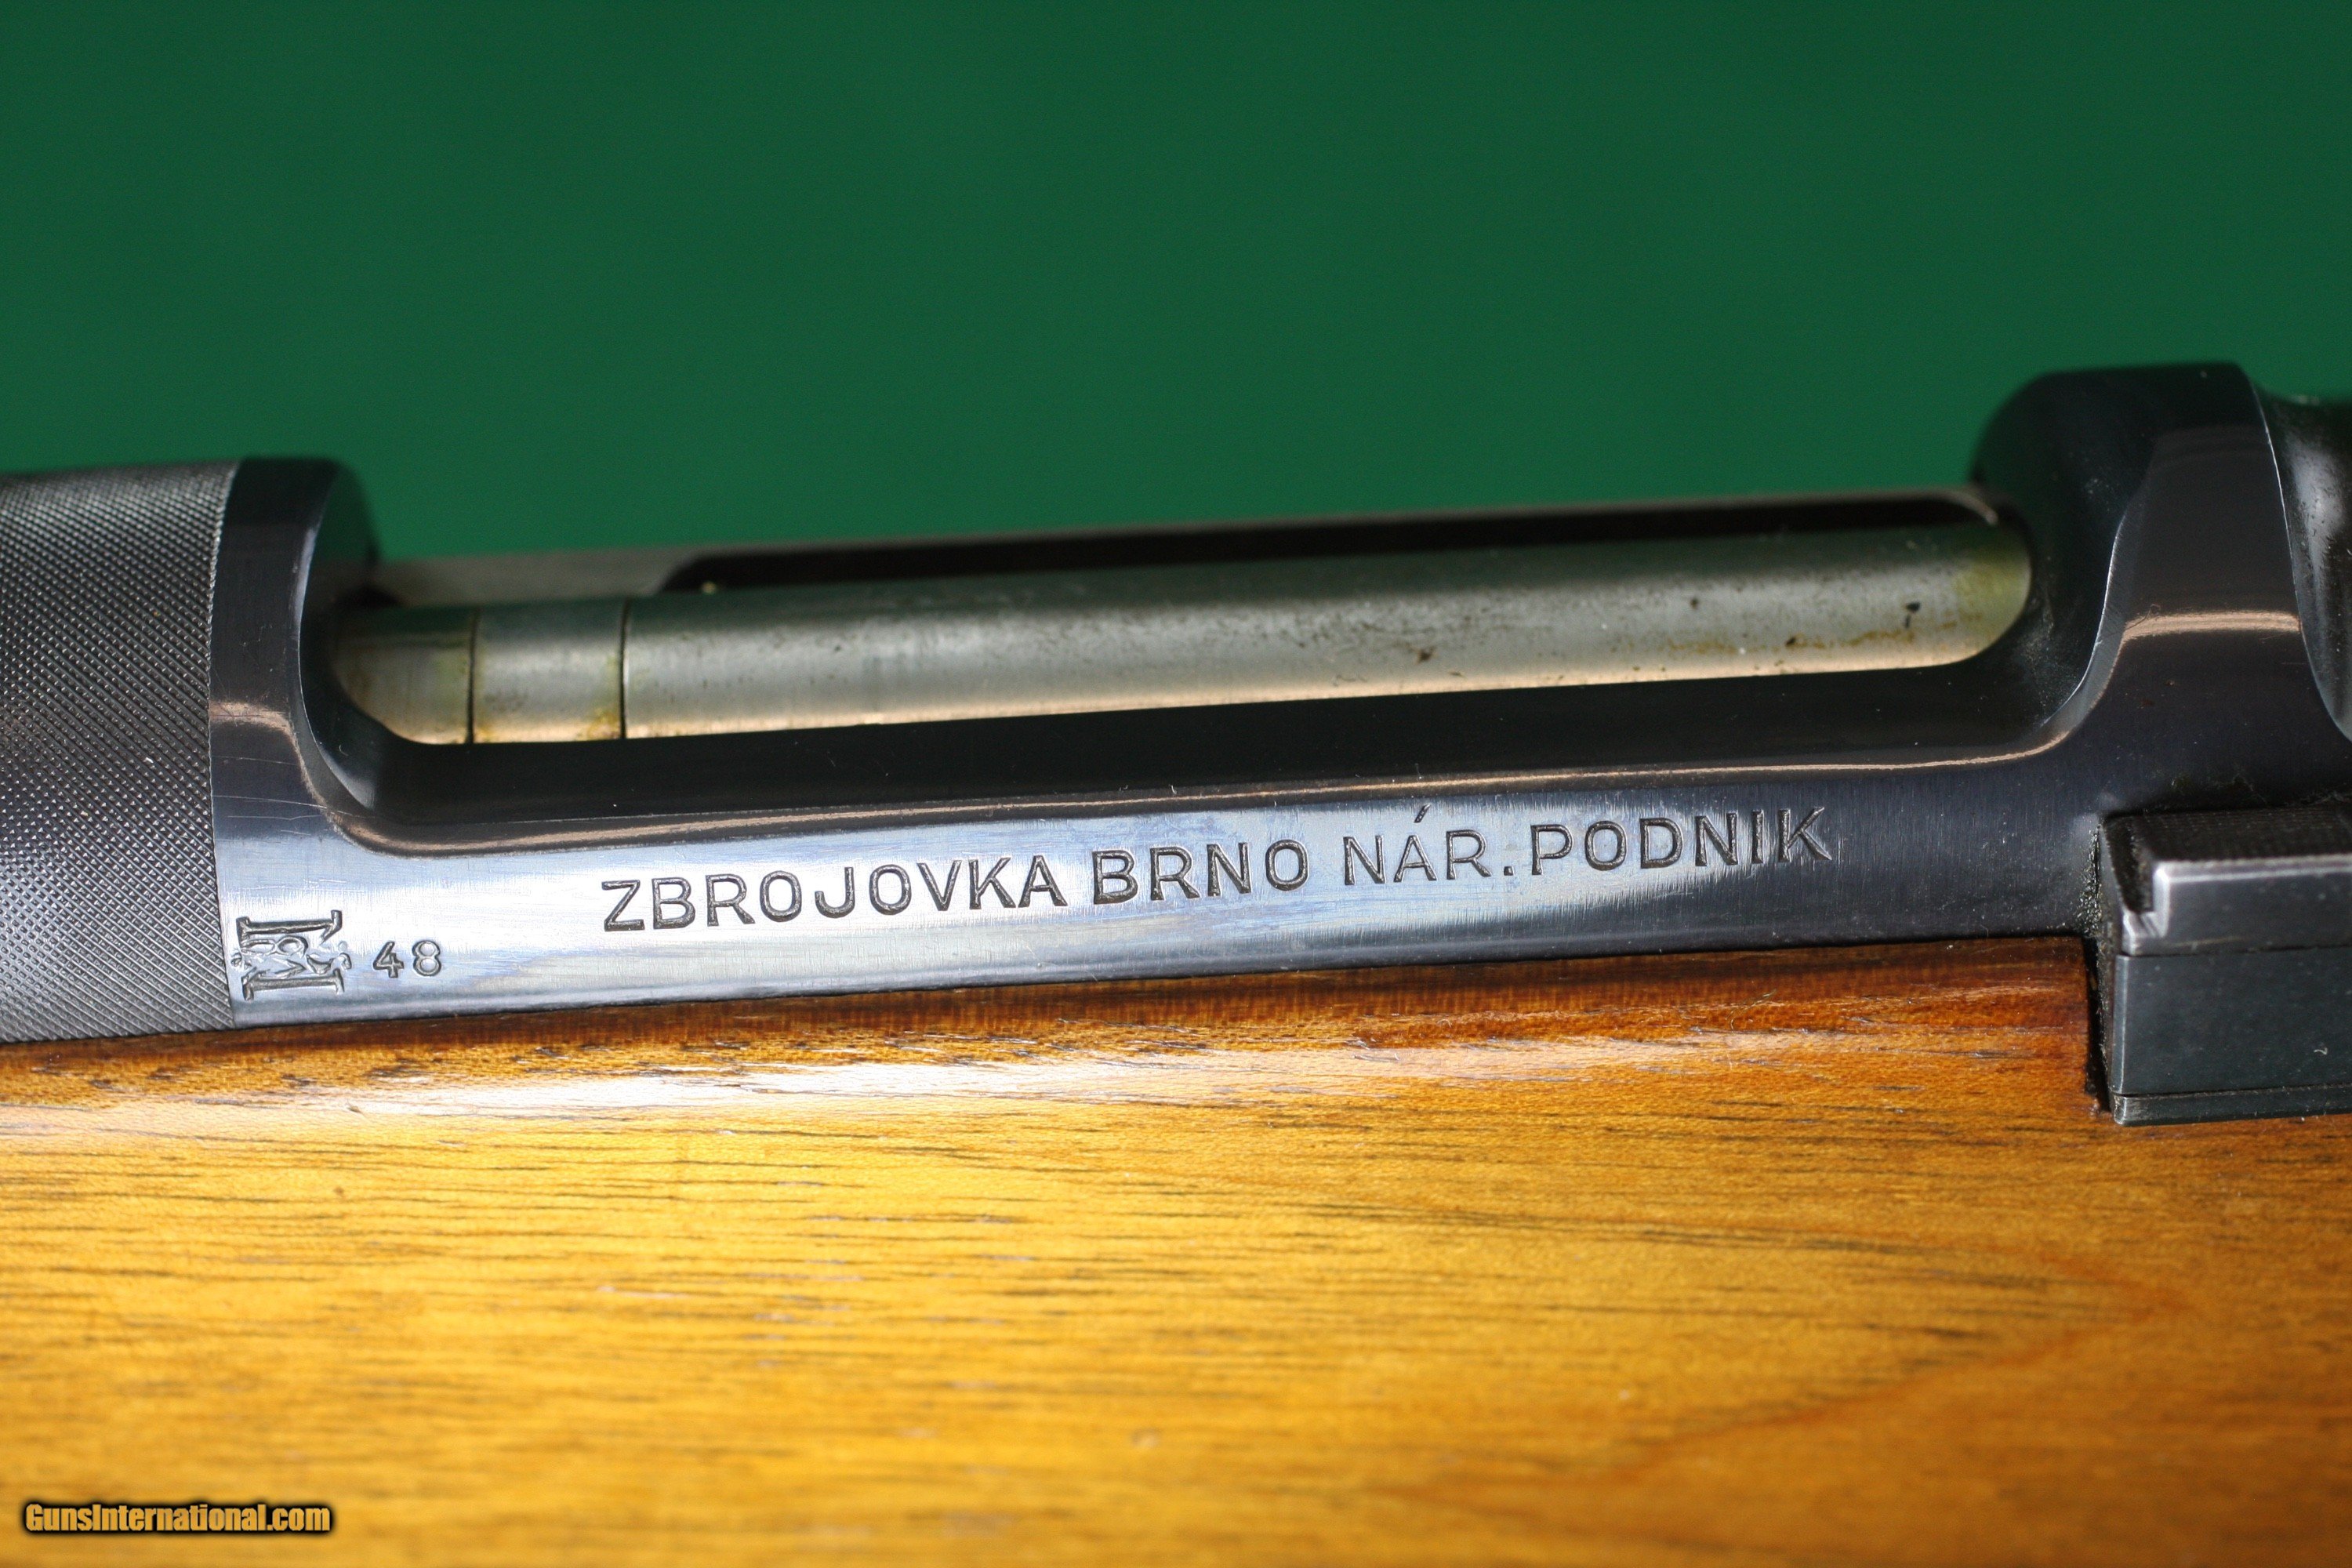 ZBROJOVKA BRNO NÁR. PODNIK
48
GunsInternational.com